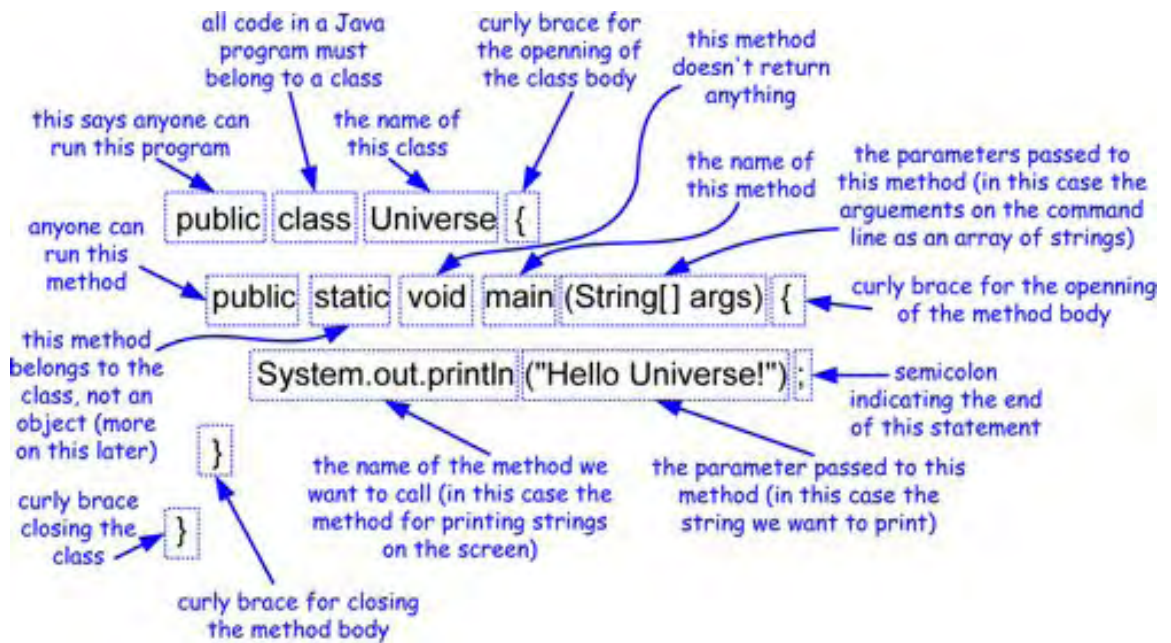 all code in a Java
program must
belong to a class
curly brace for
the openning of
the class body
this method
doesn't return
anything
this says anyone can
run this program
the name of
this class
the name of
this method
the parameters passed to
this method (in this case the
arguements on the command
line as an array of strings)
public class Universe {
anyone can
run this
method
public static void main (String[] args) {
curly brace for the openning
of the method body
this method
belongs to the
class, not an
object (more
on this later)
System.out.println ("Hello Universe!") ;
semicolon
indicating the end
of this statement
}
the name of the method we
want to call (in this case the
method for printing strings
on the screen)
the parameter passed to this
method (in this case the
string we want to print)
curly brace
closing the
class
}
curly brace for closing
the method body